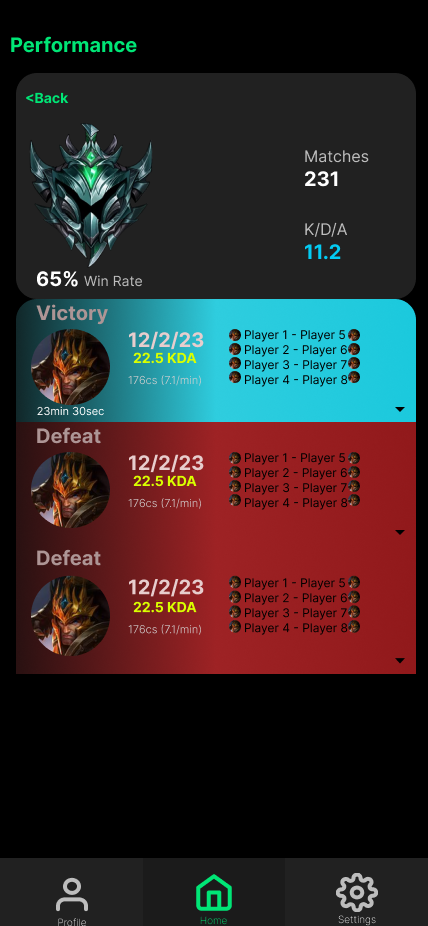 Performance
<Back
Matches
231
K/D/A
11.2
65% Win Rate
Victory
12/2/23
22.5 KDA
176cs (7.1/min)
23min 30sec
Player 1 - Player 5
Player 2 - Player 6
Player 3 - Player 7
Player 4 - Player 8
Defeat
12/2/23
22.5 KDA
176cs (7.1/min)
Player 1 - Player 5
Player 2 - Player 6
Player 3 - Player 7
Player 4 - Player 8
Defeat
12/2/23
22.5 KDA
176cs (7.1/min)
Player 1 - Player 5
Player 2 - Player 6
Player 3 - Player 7
Player 4 - Player 8
Profile
Home
Settings